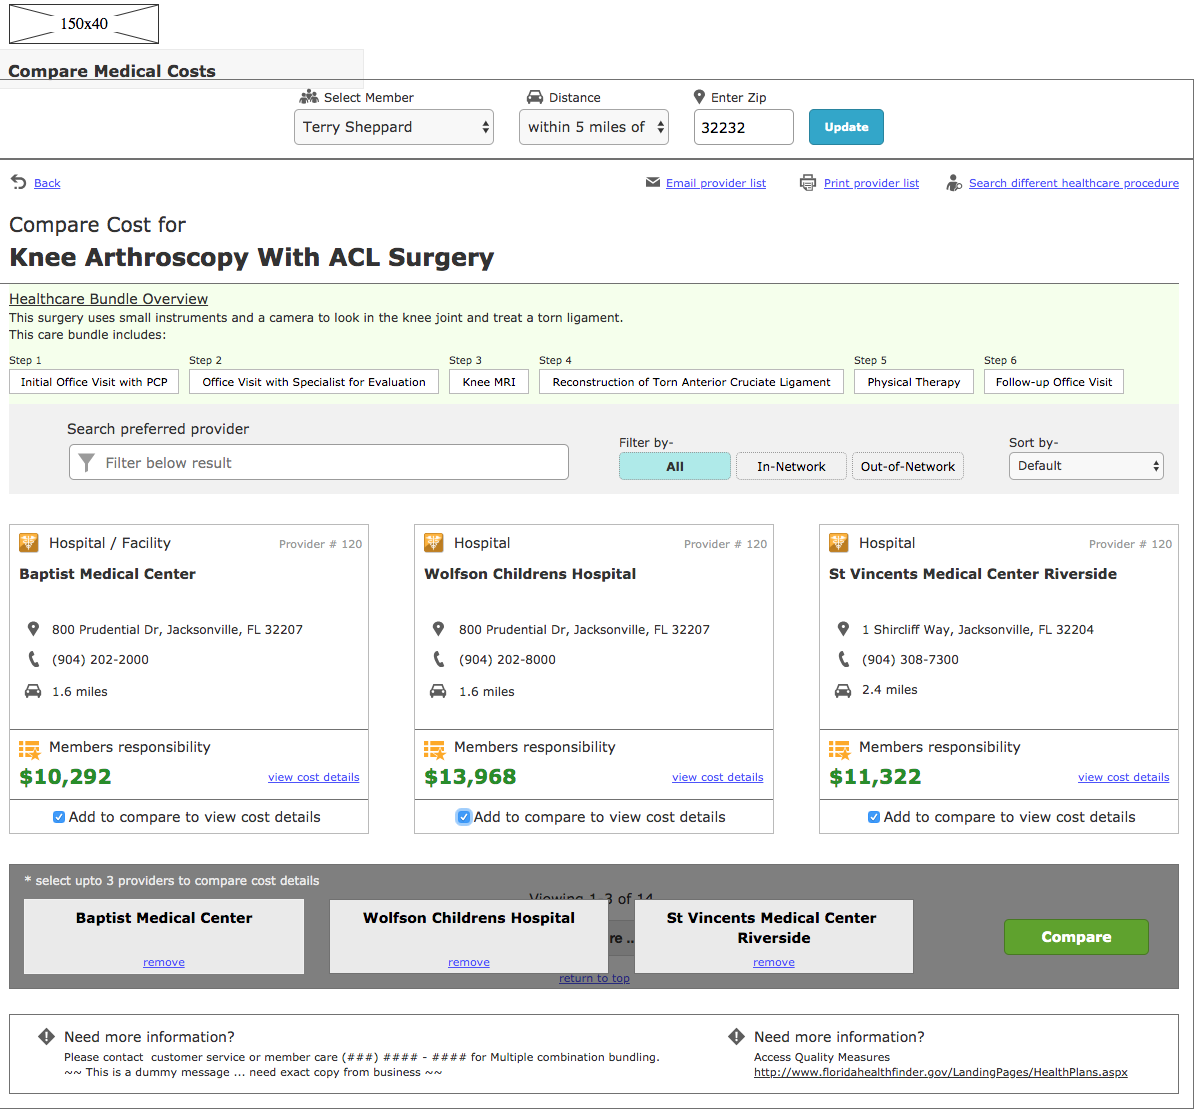 150x40
Compare Medical Costs
Select Member
Distance
Enter Zip
Terry Sheppard
within 5 miles of
32232
Update
Back
Email provider list
Print provider list
Search different healthcare procedure
Compare Cost for
Knee Arthroscopy With ACL Surgery
Healthcare Bundle Overview
This surgery uses small instruments and a camera to look in the knee joint and treat a torn ligament.
This care bundle includes:
Step 1
Step 2
Step 3
Step 4
Step 5
Step 6
Initial Office Visit with PCP
Office Visit with Specialist for Evaluation
Knee MRI
Reconstruction of Torn Anterior Cruciate Ligament
Physical Therapy
Follow-up Office Visit
Search preferred provider
Filter below result
Filter by-
All
In-Network
Out-of-Network
Sort by-
Default
Hospital / Facility
Provider # 120
Baptist Medical Center
800 Prudential Dr, Jacksonville, FL 32207
(904) 202-2000
1.6 miles
Members responsibility
$10,292
view cost details
Add to compare to view cost details
Hospital
Provider # 120
Wolfson Childrens Hospital
800 Prudential Dr, Jacksonville, FL 32207
(904) 202-8000
1.6 miles
Members responsibility
$13,968
view cost details
Add to compare to view cost details
Hospital
Provider # 120
St Vincents Medical Center Riverside
1 Shircliff Way, Jacksonville, FL 32204
(904) 308-7300
2.4 miles
Members responsibility
$11,322
view cost details
Add to compare to view cost details
* select upto 3 providers to compare cost details
Viewing 1-3 of 14
Baptist Medical Center
remove
Wolfson Childrens Hospital
remove
re ..
St Vincents Medical Center
Riverside
remove
Compare
return to top
Need more information?
Please contact  customer service or member care (###) #### - #### for Multiple combination bundling.
~~ This is a dummy message ... need exact copy from business ~~
Need more information?
Access Quality Measures
http://www.floridahealthfinder.gov/LandingPages/HealthPlans.aspx